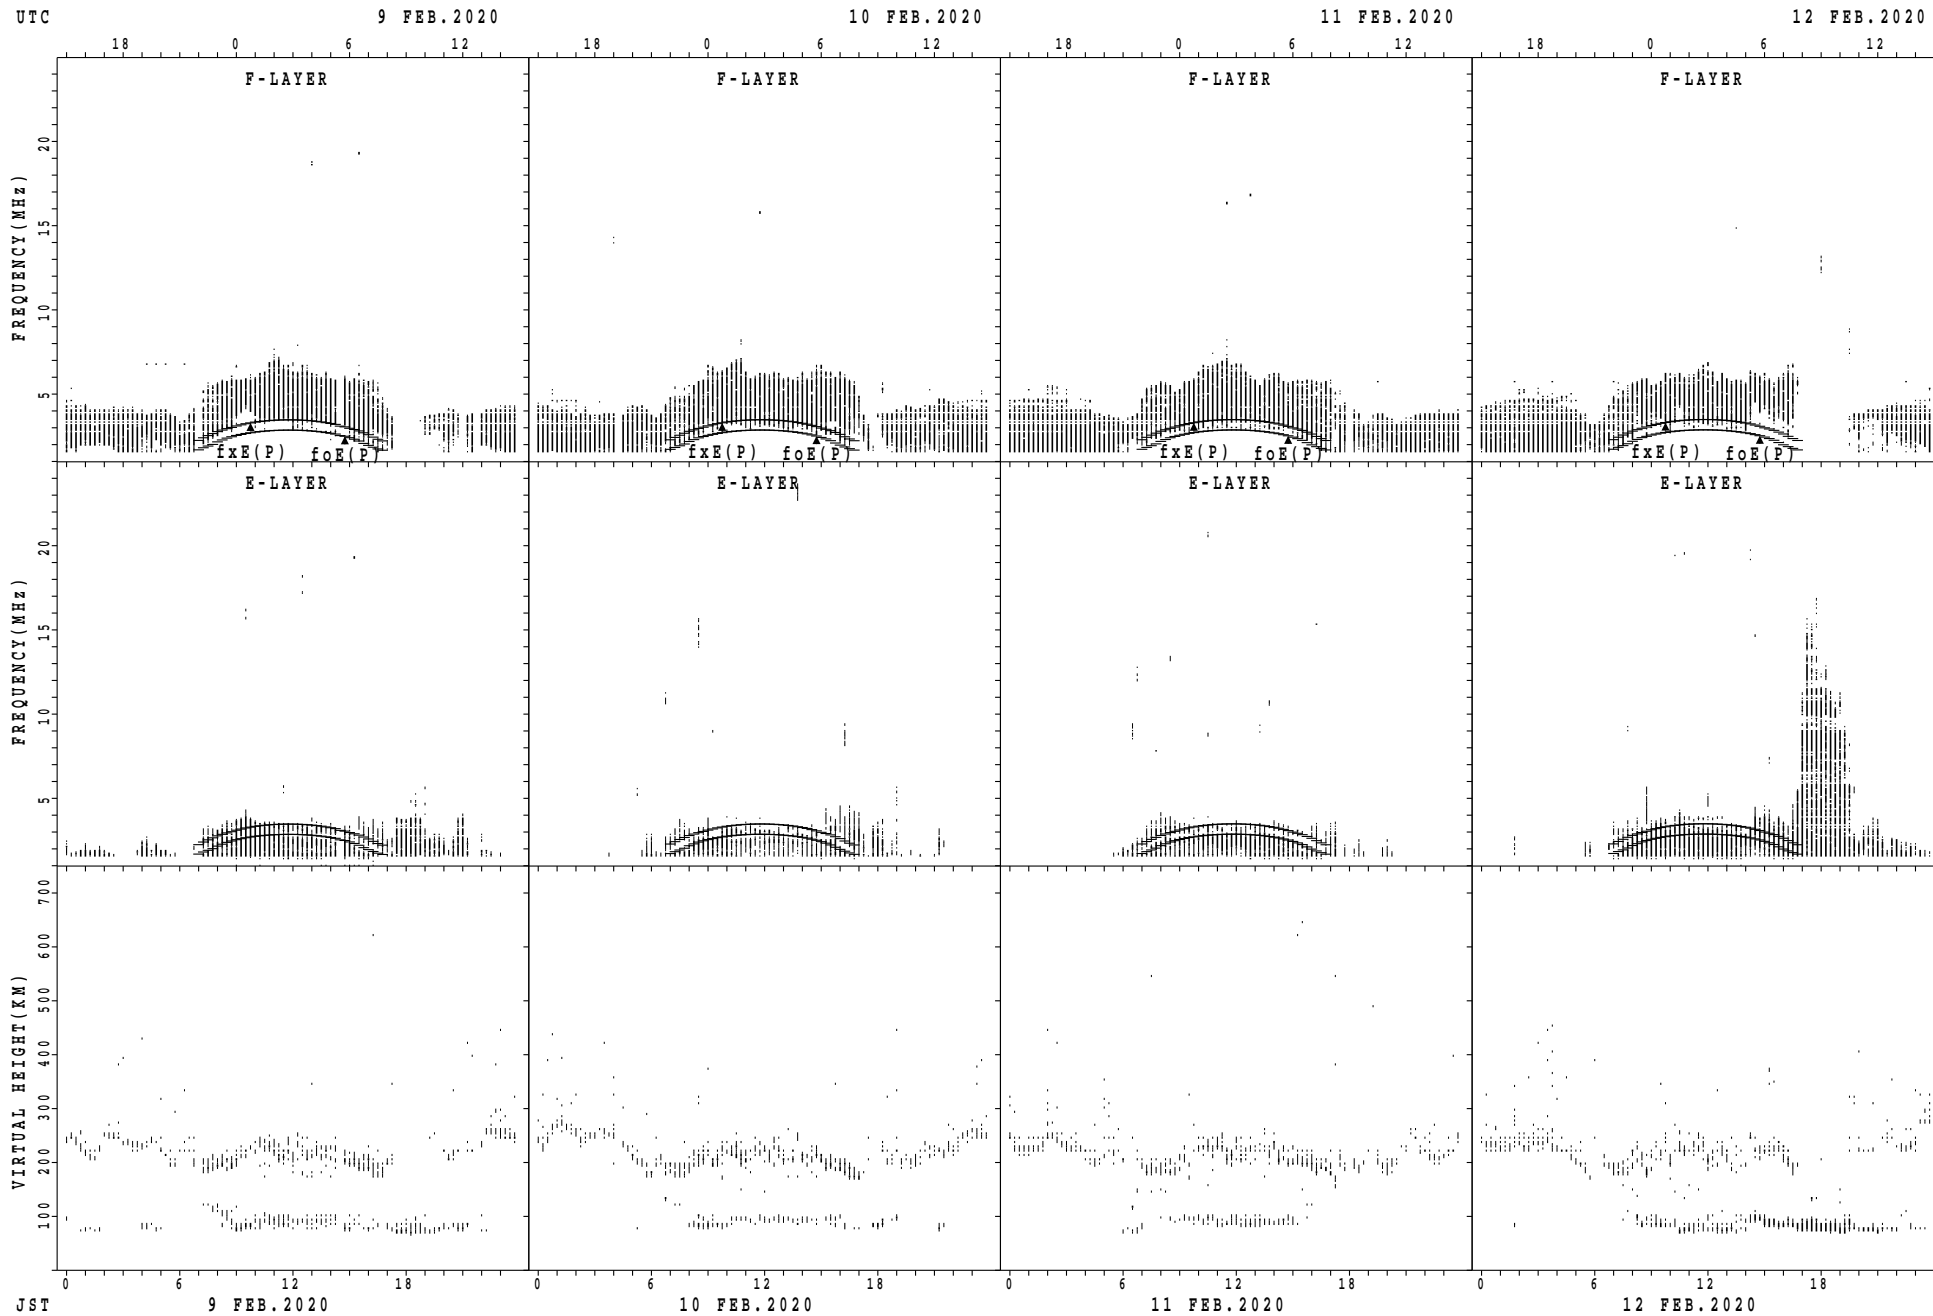 UTC 9 FEB.2020 10 FEB.2020 11 FEB.2020 12 FEB.2020
18 0 6 12 18 0 6 12 18 0 6 12 18 0 6 12
F-LAYER F-LAYER F-LAYER F-LAYER
FREQUENCY(MHz)
20
15
10
5
fxE(P) foE(P) fxE(P) foE(P) fxE(P) foE(P) fxE(P) foE(P)
E-LAYER E-LAYER E-LAYER E-LAYER
FREQUENCY(MHz)
20
15
10
5
VIRTUAL HEIGHT(KM)
700
600
500
400
300
200
100
0 6 12 18 0 6 12 18 0 6 12 18 0 6 12 18
JST 9 FEB.2020 10 FEB.2020 11 FEB.2020 12 FEB.2020